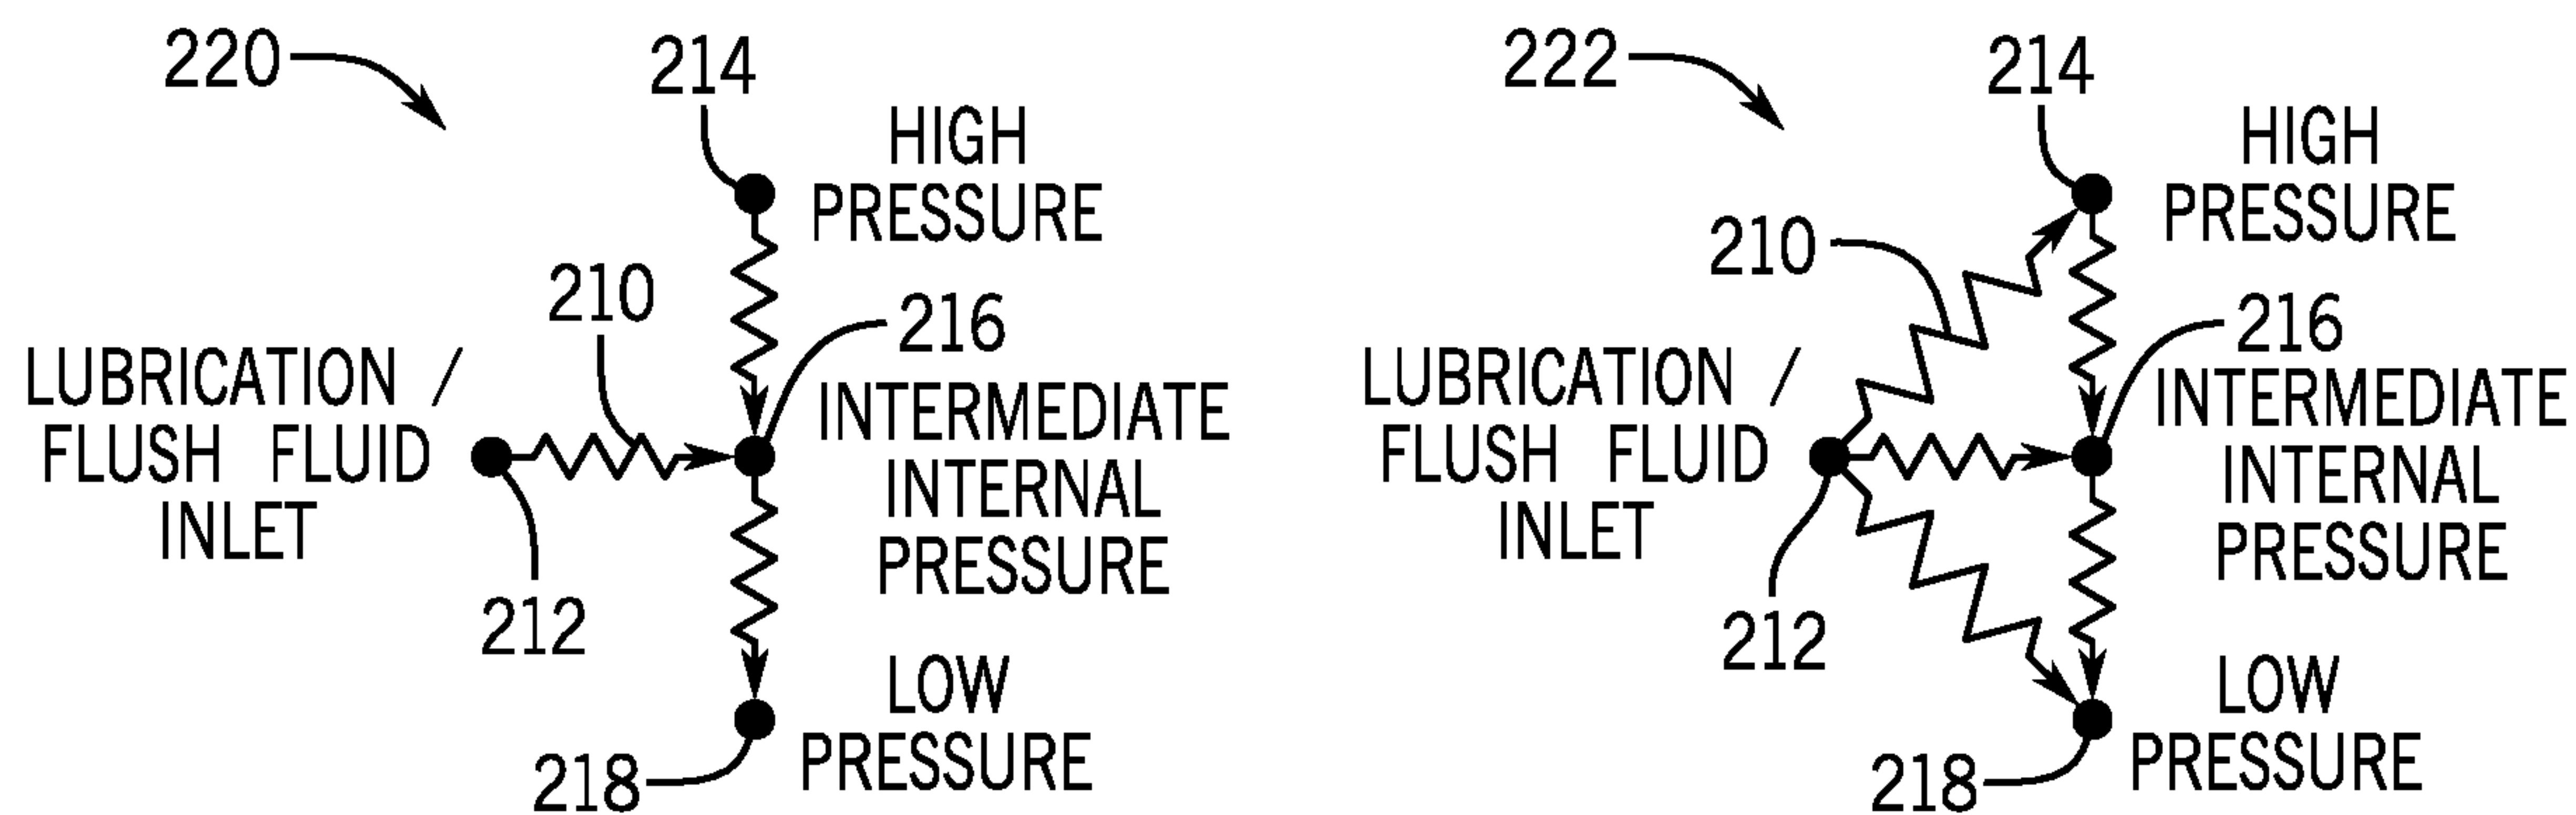 220
214
HIGH
PRESSURE
210
216
LUBRICATION /
FLUSH FLUID
INLET
INTERMEDIATE
INTERNAL
PRESSURE
212
LOW
PRESSURE
218
222
214
HIGH
PRESSURE
210
216
LUBRICATION /
FLUSH FLUID
INLET
INTERMEDIATE
INTERNAL
PRESSURE
212
LOW
PRESSURE
218